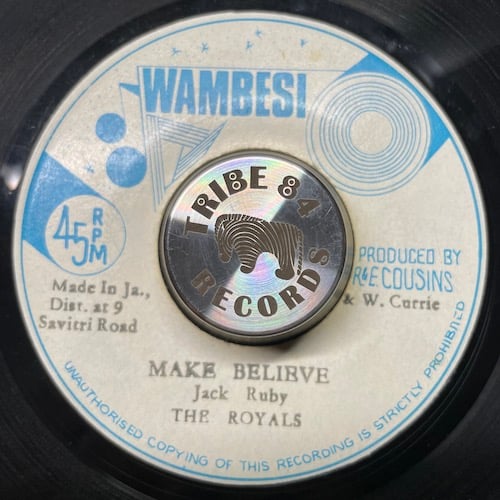 WAMBESI
TRIBE 84
RECORDS
45 RPM
Made In Ja.,
Dist. at 9
Savitri Road
PRODUCED BY
R&E COUSINS
& W. Currie
MAKE BELIEVE
Jack Ruby
THE ROYALS
UNAUTHORISED COPYING OF THIS RECORDING IS STRICTLY PROHIBITED